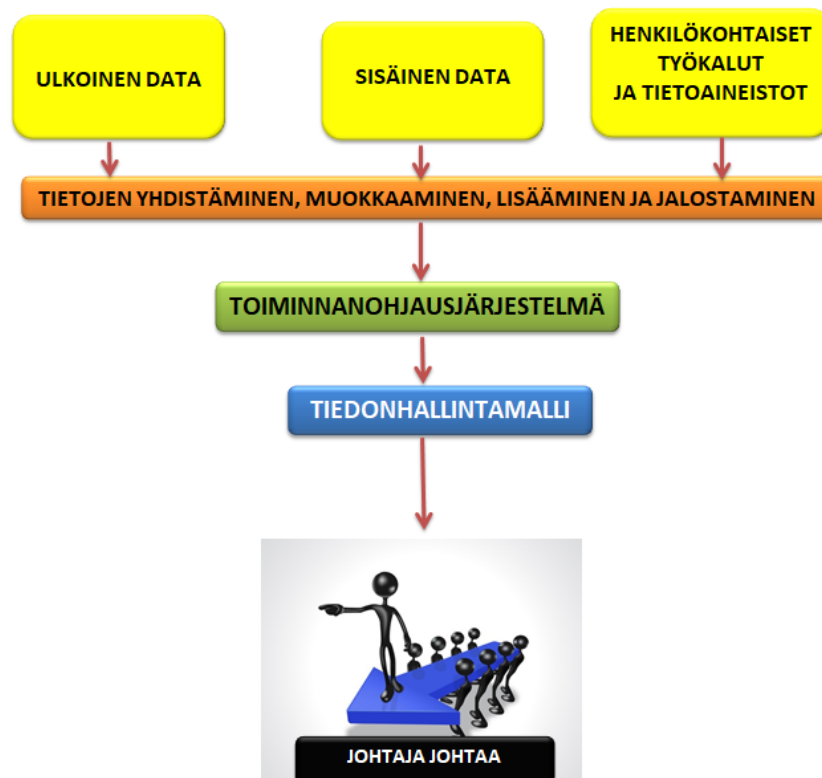 ULKOINEN DATA
SISÄINEN DATA
HENKILÖKOHTAISET
TYÖKALUT
JA TIETOAINEISTOT
TIETOJEN YHDISTÄMINEN, MUOKKAAMINEN, LISÄÄMINEN JA JALOSTAMINEN
TOIMINNANOHJAUSJÄRJESTELMÄ
TIEDONHALLINTAMALLI
JOHTAJA JOHTAA